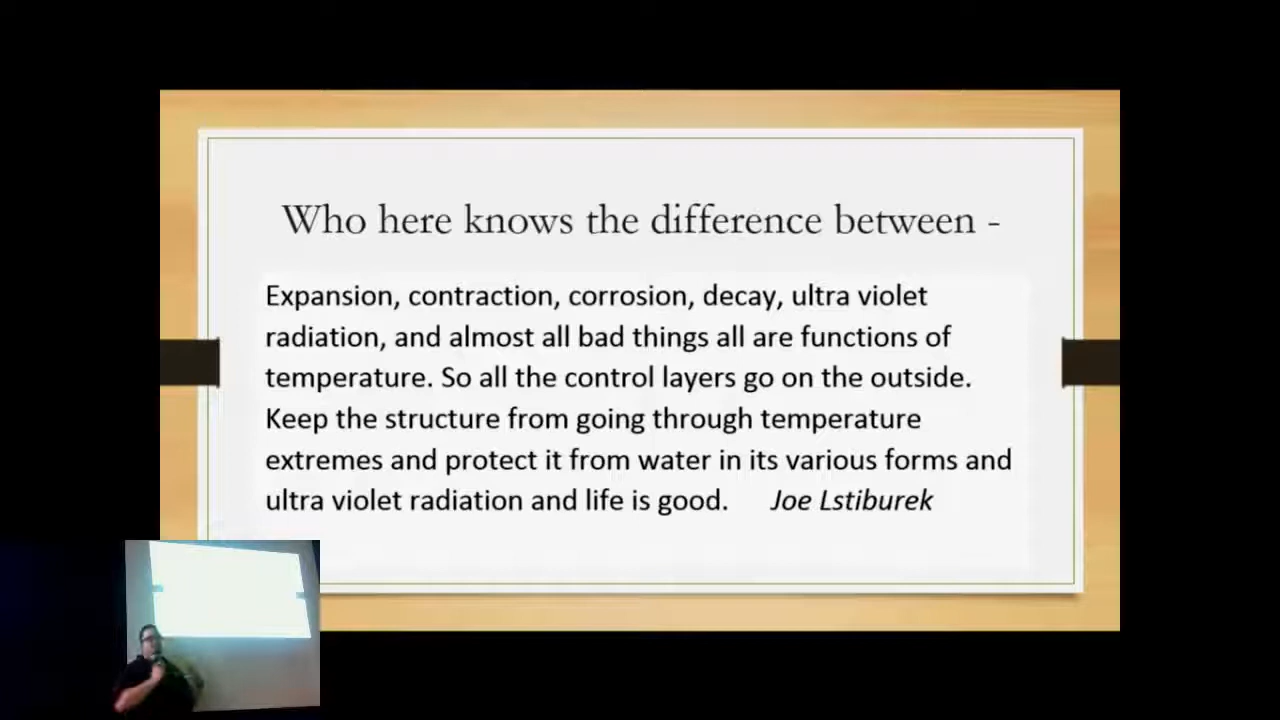 Who here knows the difference between -
Expansion, contraction, corrosion, decay, ultra violet
radiation, and almost all bad things all are functions of
temperature. So all the control layers go on the outside.
Keep the structure from going through temperature
extremes and protect it from water in its various forms and
ultra violet radiation and life is good. Joe Lstiburek